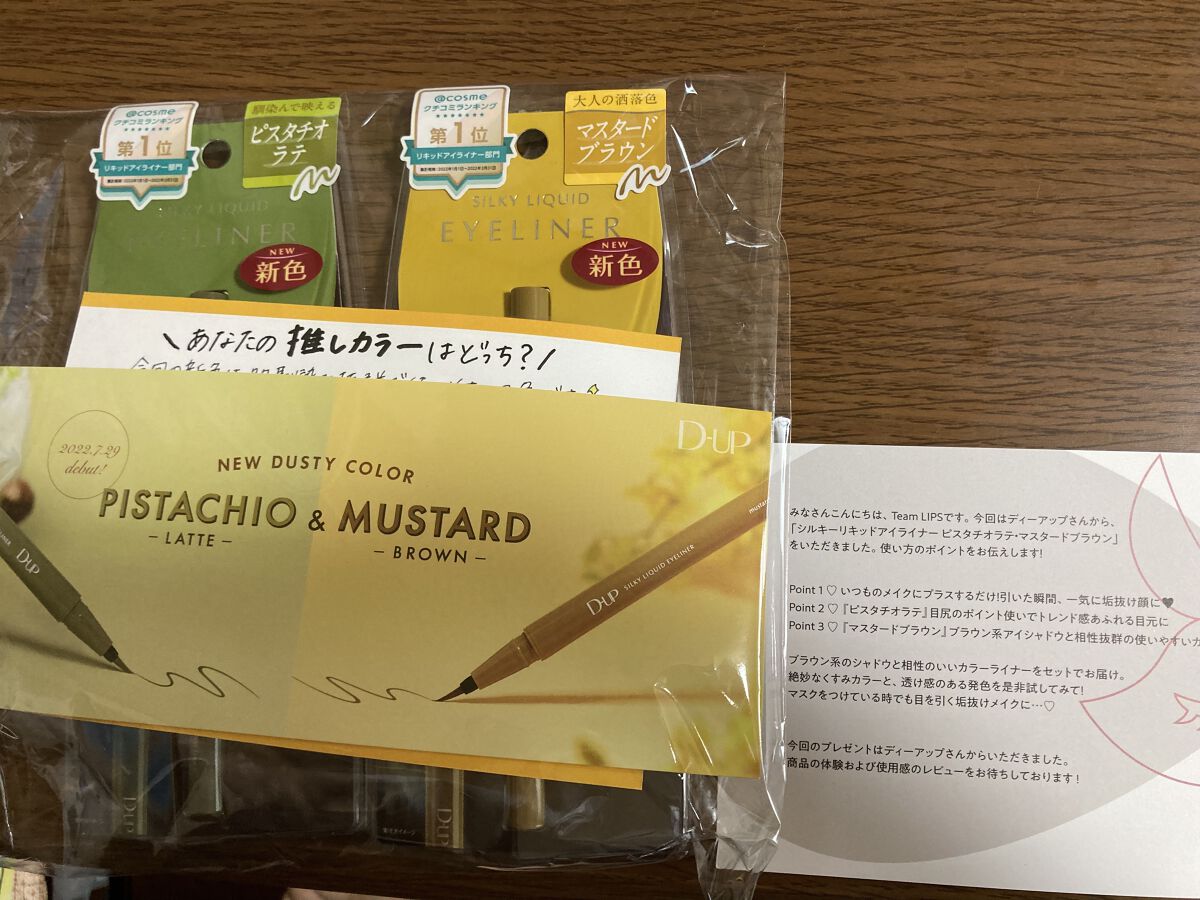 @cosme
クチコミランキング
第1位
リキッドアイライナー部門
馴染んで映える
ピスタチオ
ラテ
SILKY LIQUID
EYELINER
NEW
新色
@cosme
クチコミランキング
第1位
リキッドアイライナー部門
大人の洒落色
マスタード
ブラウン
SILKY LIQUID
EYELINER
NEW
新色
\あなたの推しカラーはどっち?/
2022.7.29
debut!
D-UP
NEW DUSTY COLOR
PISTACHIO & MUSTARD
- LATTE -
- BROWN -
D-UP
D-UP SILKY LIQUID EYELINER
D-UP
D-UP
みなさんこんにちは、Team LIPSです。今回はディーアップさんから、
「シルキーリキッドアイライナー ピスタチオラテ・マスタードブラウン」
をいただきました。使い方のポイントをお伝えします!
Point 1 ♡ いつものメイクにプラスするだけ!引いた瞬間、一気に垢抜け顔に♥
Point 2 ♡『ピスタチオラテ』目尻のポイント使いでトレンド感あふれる目元に
Point 3 ♡『マスタードブラウン』ブラウン系アイシャドウと相性抜群の使いやすいカ
ブラウン系のシャドウと相性のいいカラーライナーをセットでお届け。
絶妙なくすみカラーと、透け感のある発色を是非試してみて!
マスクをつけている時でも目を引く垢抜けメイクに…♡
今回のプレゼントはディーアップさんからいただきました。
商品の体験および使用感のレビューをお待ちしております!